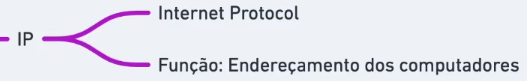 IP
Internet Protocol
Função: Endereçamento dos computadores